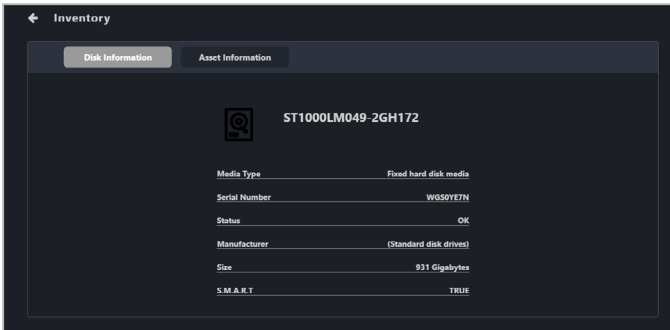 Inventory
Disk Information Asset Information
ST1000LM049-2GH172
Media Type Fixed hard disk media
Serial Number WGS0YE7N
Status OK
Manufacturer (Standard disk drives)
Size 931 Gigabytes
S.M.A.R.T TRUE